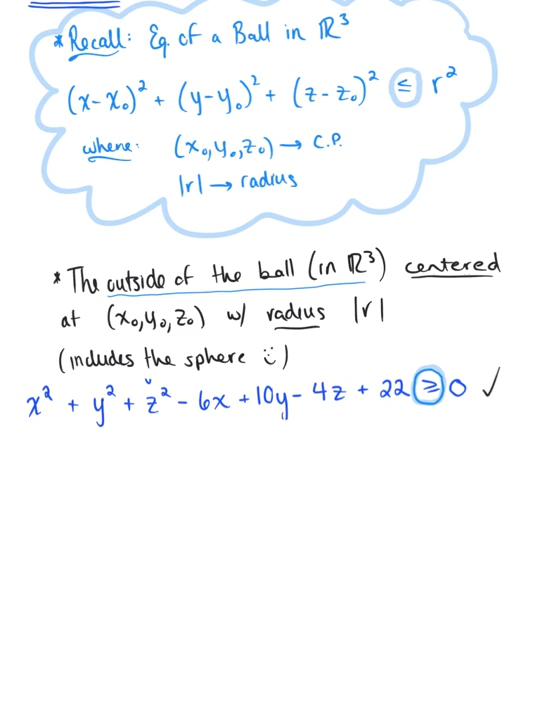 * Recall: Eq. of a Ball in ℝ³
(x-x₀)² + (y-y₀)² + (z-z₀)² ≤ r²
where: (x₀,y₀,z₀) → C.P.
|r| → radius
* The outside of the ball (in ℝ³) centered
at (x₀,y₀,z₀) w/ radius |r|
(includes the sphere :))
x² + y² + z² - 6x + 10y - 4z + 22 ≥ 0 ✓